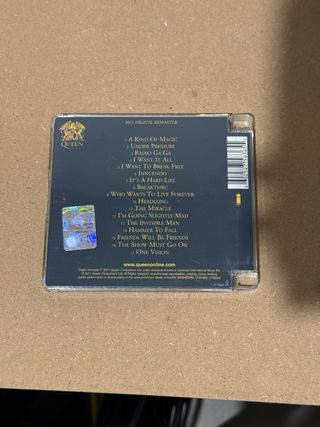 QUEEN
2011 DIGITAL REMASTER
1. A KIND OF MAGIC
2. UNDER PRESSURE
3. RADIO GA GA
4. I WANT IT ALL
5. I WANT TO BREAK FREE
6. INNUENDO
7. IT'S A HARD LIFE
8. BREAKTHRU
9. WHO WANTS TO LIVE FOREVER
10. HEADLONG
11. THE MIRACLE
12. I'M GOING SLIGHTLY MAD
13. THE INVISIBLE MAN
14. HAMMER TO FALL
15. FRIENDS WILL BE FRIENDS
16. THE SHOW MUST GO ON
17. ONE VISION
www.queenonline.com